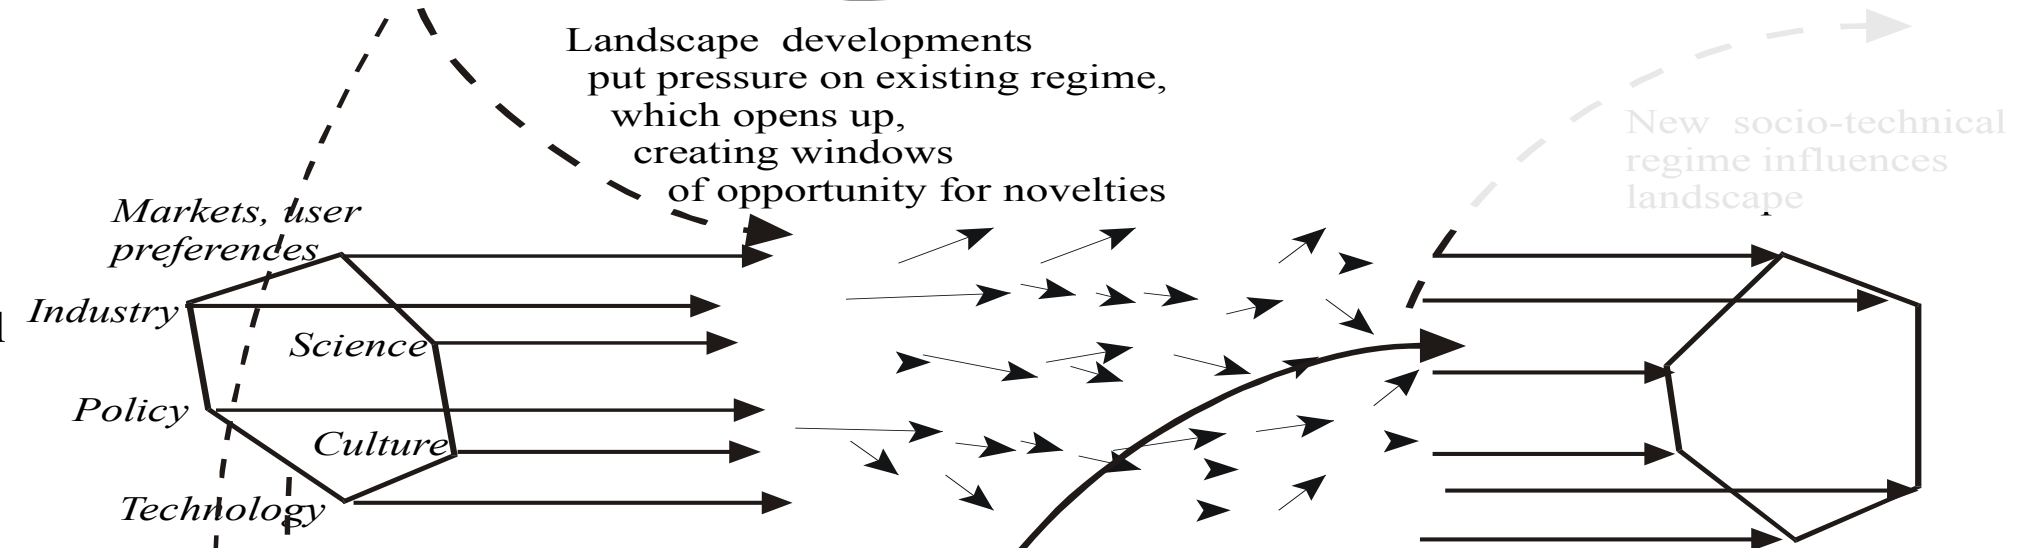 Landscape developments
put pressure on existing regime,
which opens up,
creating windows
of opportunity for novelties
New socio-technical
regime influences
landscape
Markets, user
preferences
Industry
Science
Policy
Culture
Technology